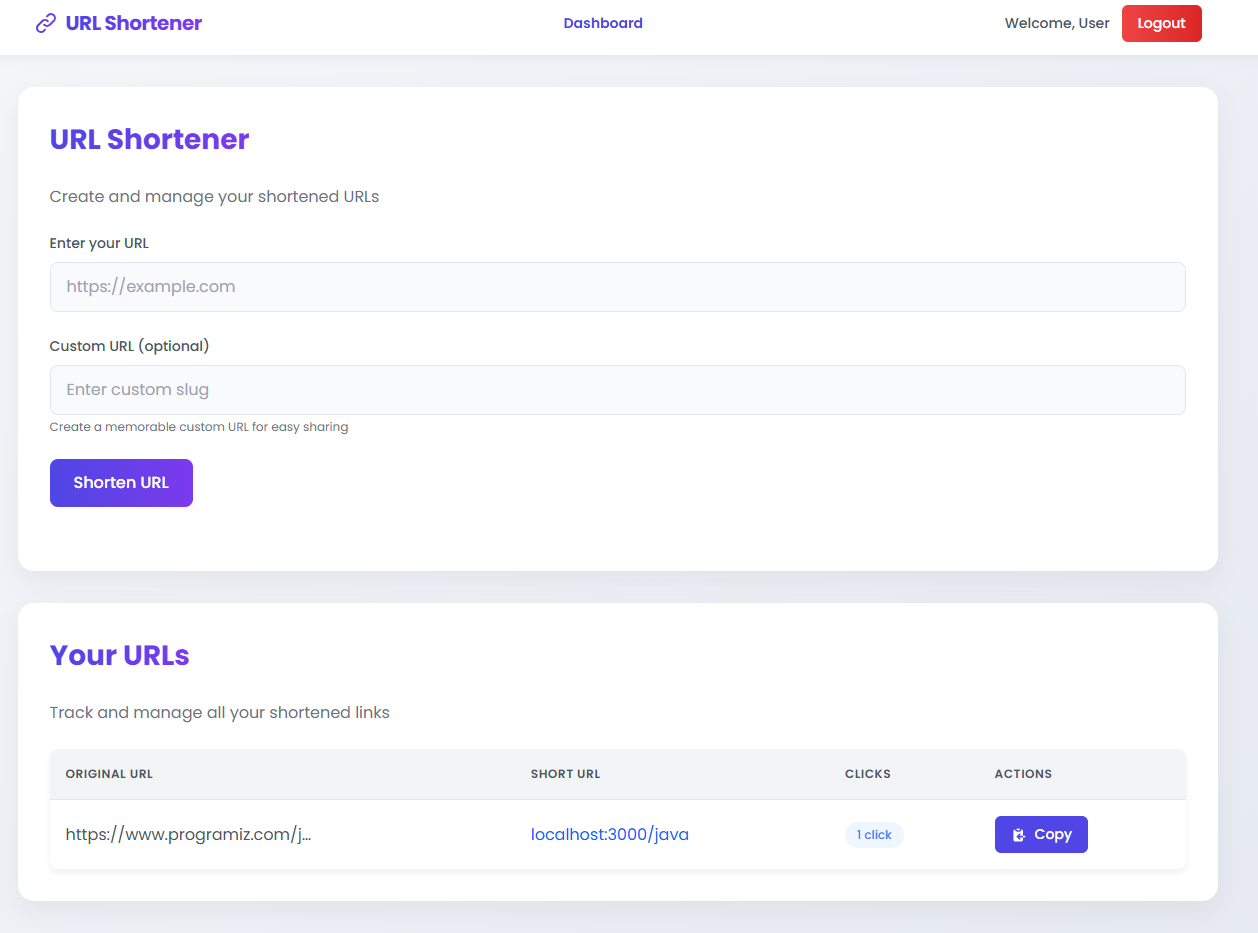 URL Shortener
Dashboard
Welcome, User
Logout
URL Shortener
Create and manage your shortened URLs
Enter your URL
https://example.com
Custom URL (optional)
Enter custom slug
Create a memorable custom URL for easy sharing
Shorten URL
Your URLs
Track and manage all your shortened links
ORIGINAL URL SHORT URL CLICKS ACTIONS
https://www.programiz.com/j... localhost:3000/java 1 click Copy